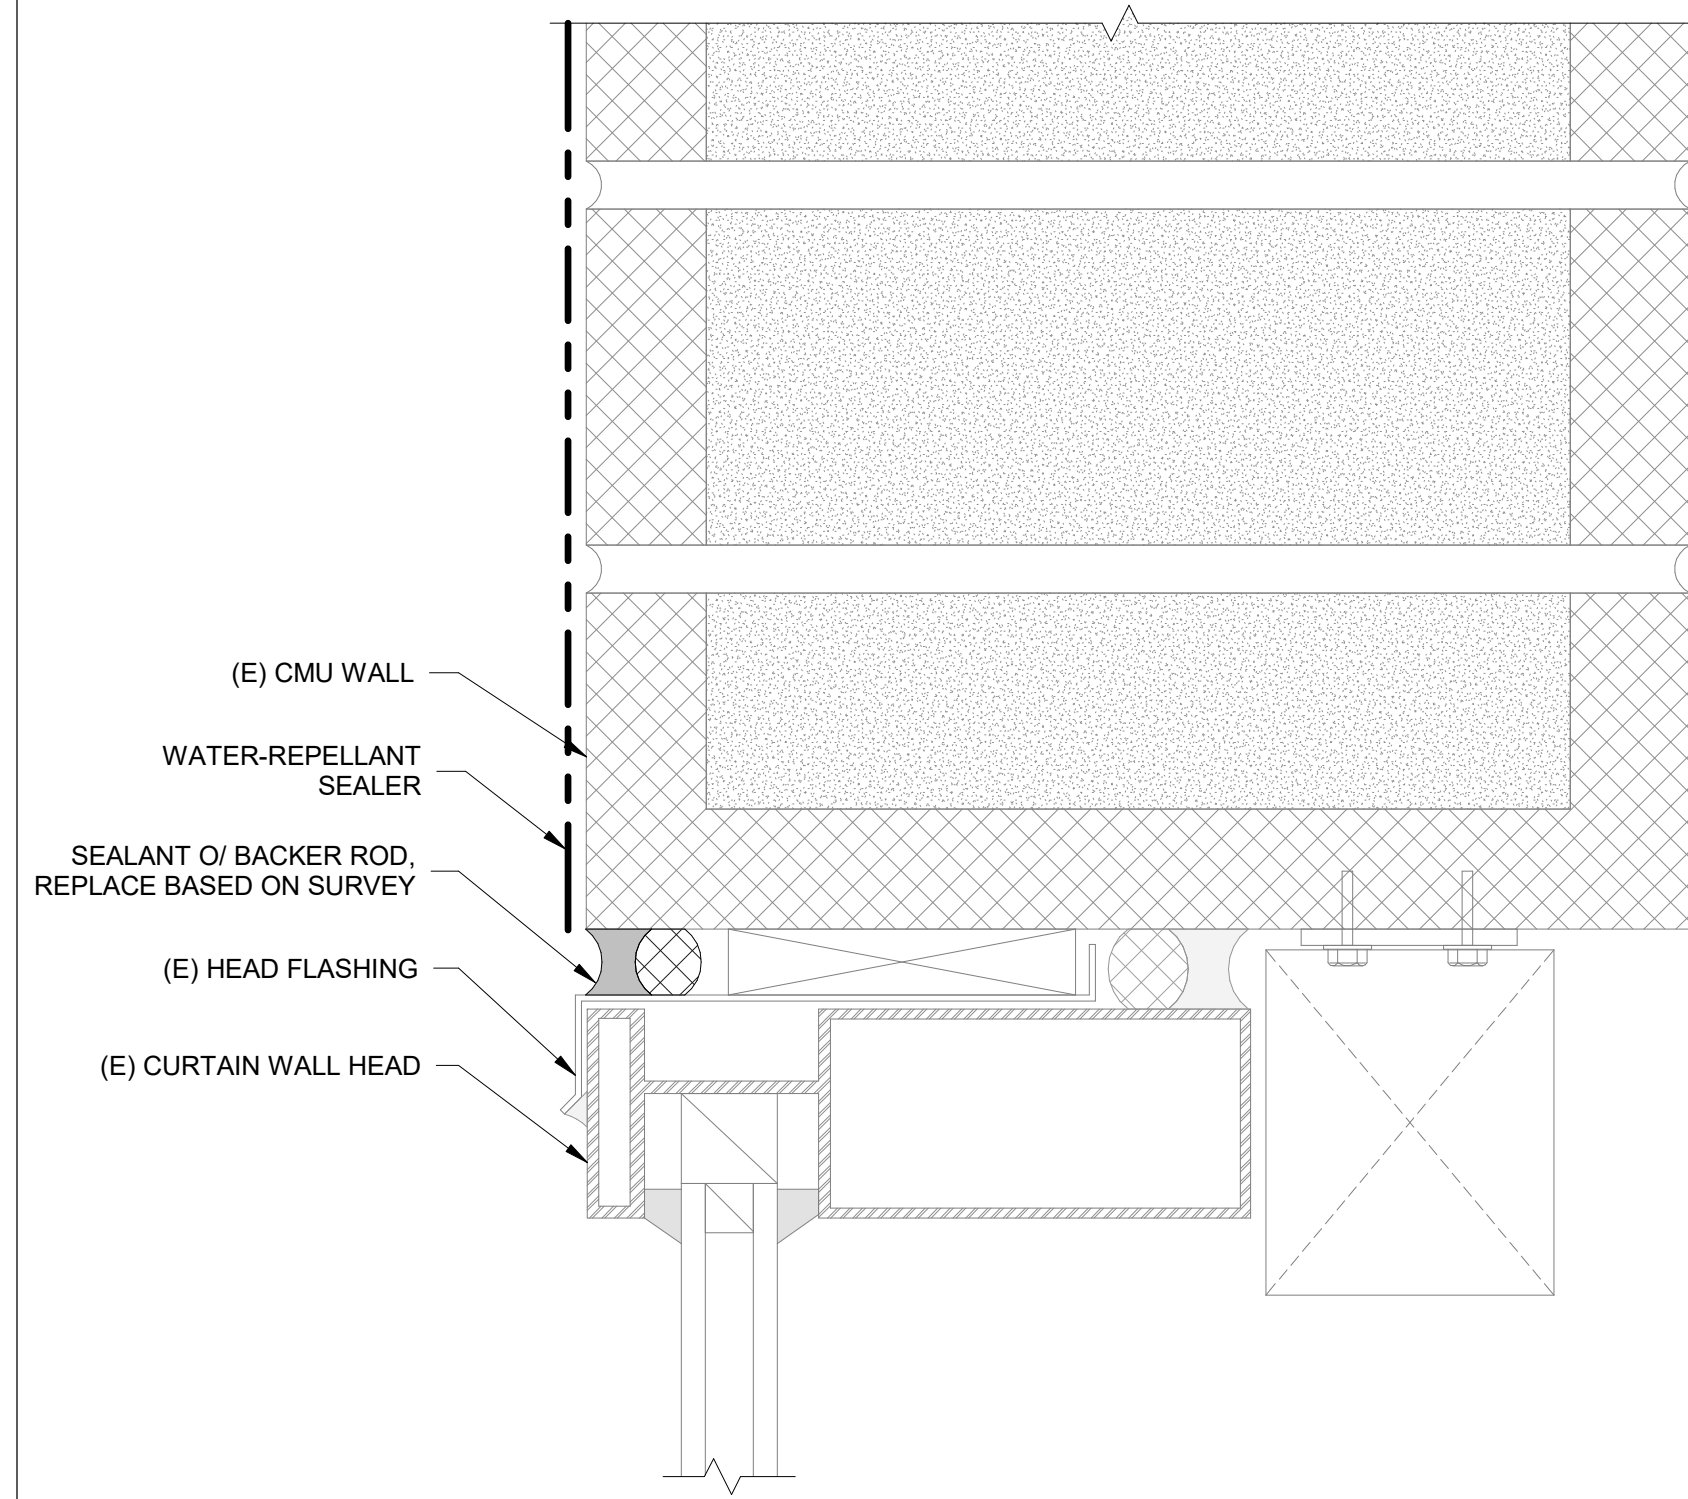 (E) CMU WALL
WATER-REPELLANT
SEALER
SEALANT O/ BACKER ROD,
REPLACE BASED ON SURVEY
(E) HEAD FLASHING
(E) CURTAIN WALL HEAD